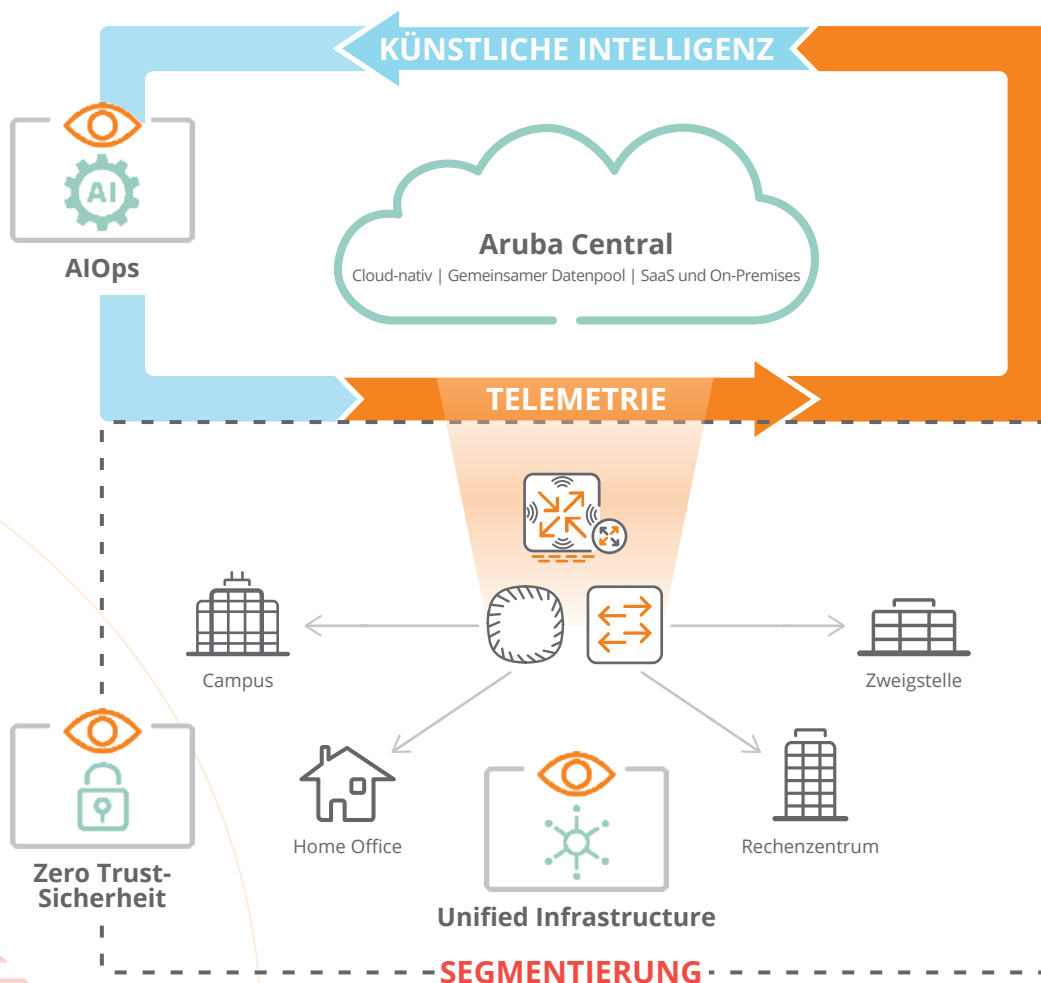 KÜNSTLICHE INTELLIGENZ
AI
AIOps
Aruba Central
Cloud-nativ | Gemeinsamer Datenpool | SaaS und On-Premises
TELEMETRIE
Campus
Zweigstelle
Home Office
Rechenzentrum
Zero Trust-
Sicherheit
Unified Infrastructure
SEGMENTIERUNG